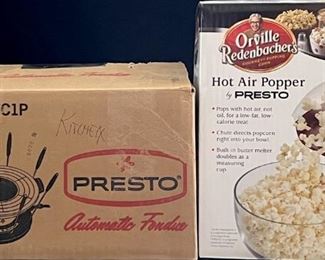 C1P
KITCHEN
PRESTO
Automatic Fondue
Orville
Redenbacher's
GOURMET POPPING CORN
Hot Air Popper
by PRESTO
• Pops with hot air, not
oil, for a low-fat, low-
calorie treat
• Chute directs popcorn
right into your bowl.
• Built in butter melter
doubles as a
measuring
cup